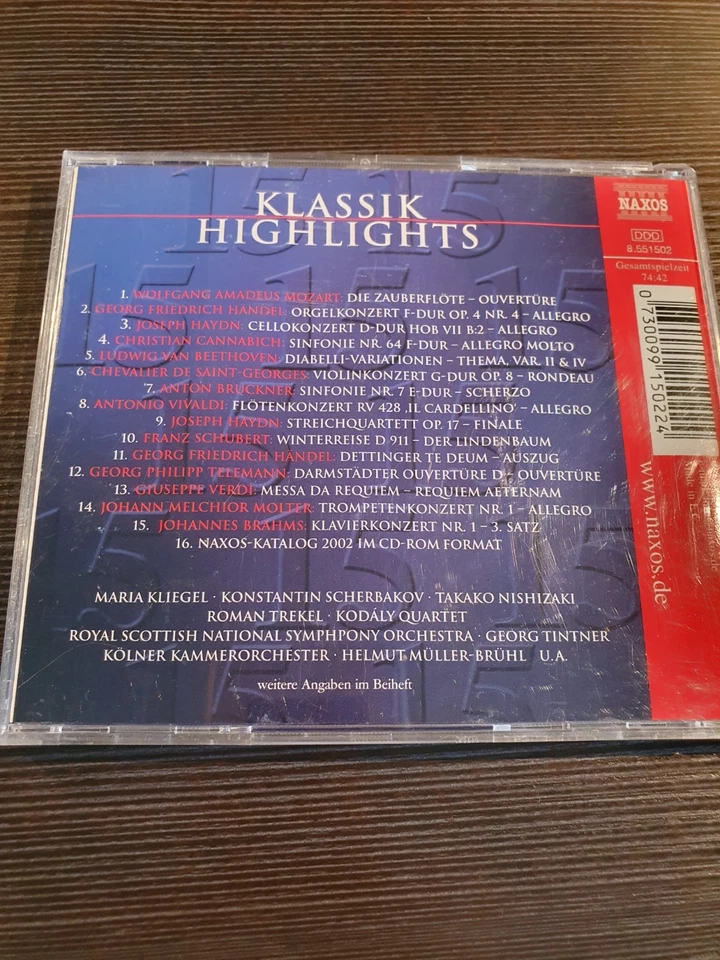 KLASSIK
HIGHLIGHTS
1. WOLFGANG AMADEUS MOZART: DIE ZAUBERFLÖTE – OUVERTÜRE
2. GEORG FRIEDRICH HÄNDEL: ORGELKONZERT F-DUR OP. 4 NR. 4 – ALLEGRO
3. JOSEPH HAYDN: CELLOKONZERT D-DUR HOB VII B:2 – ALLEGRO
4. CHRISTIAN CANNABICH: SINFONIE NR. 64 F-DUR – ALLEGRO MOLTO
5. LUDWIG VAN BEETHOVEN: DIABELLI-VARIATIONEN – THEMA, VAR. II & IV
6. CHEVALIER DE SAINT-GEORGES: VIOLINKONZERT G-DUR OP. 8 – RONDEAU
7. ANTON BRUCKNER: SINFONIE NR. 7 E-DUR – SCHERZO
8. ANTONIO VIVALDI: FLÖTENKONZERT RV 428 ‚IL CARDELLINO' – ALLEGRO
9. JOSEPH HAYDN: STREICHQUARTETT OP. 17 – FINALE
10. FRANZ SCHUBERT: WINTERREISE D 911 – DER LINDENBAUM
11. GEORG FRIEDRICH HÄNDEL: DETTINGER TE DEUM – AUSZUG
12. GEORG PHILIPP TELEMANN: DARMSTÄDTER OUVERTÜRE D – OUVERTÜRE
13. GIUSEPPE VERDI: MESSA DA REQUIEM – REQUIEM AETERNAM
14. JOHANN MELCHIOR MOLTER: TROMPETENKONZERT NR. 1 – ALLEGRO
15. JOHANNES BRAHMS: KLAVIERKONZERT NR. 1 – 3. SATZ
16. NAXOS-KATALOG 2002 IM CD-ROM FORMAT
MARIA KLIEGEL · KONSTANTIN SCHERBAKOV · TAKAKO NISHIZAKI
ROMAN TREKEL · KODÁLY QUARTET
ROYAL SCOTTISH NATIONAL SYMPHPONY ORCHESTRA · GEORG TINTNER
KÖLNER KAMMERORCHESTER · HELMUT MÜLLER-BRÜHL U.A.
weitere Angaben im Beiheft
NAXOS
DDD
8.551502
Gesamtspielzeit
74:42
0 730099 150224
www.naxos.de